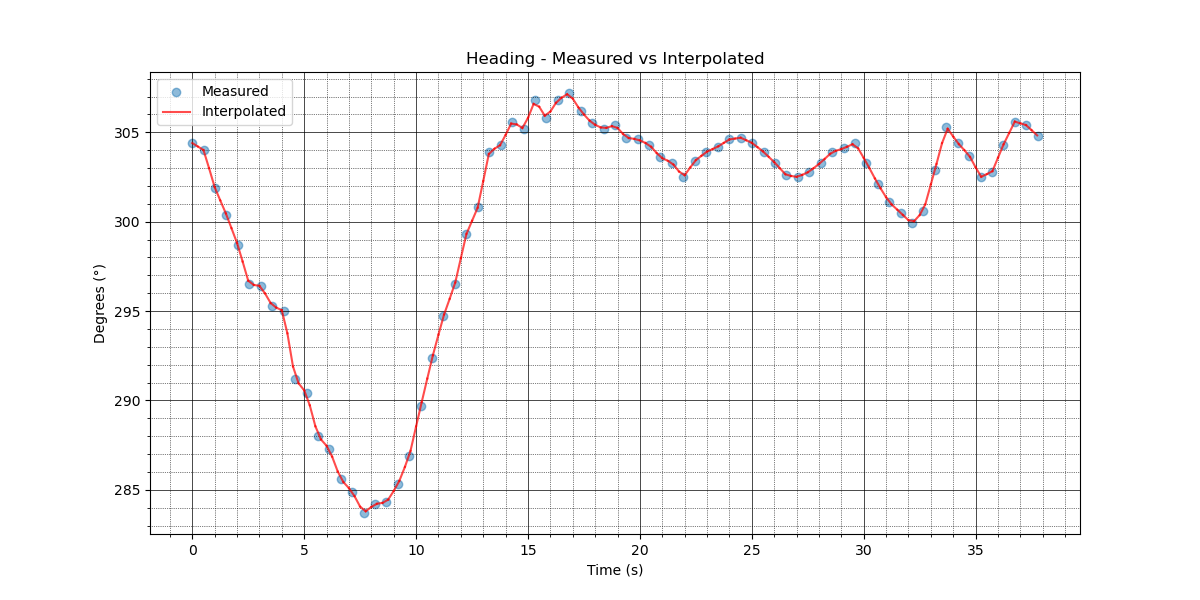 Heading - Measured vs Interpolated
Measured
Interpolated
Degrees (°)
305
300
295
290
285
0 5 10 15 20 25 30 35
Time (s)